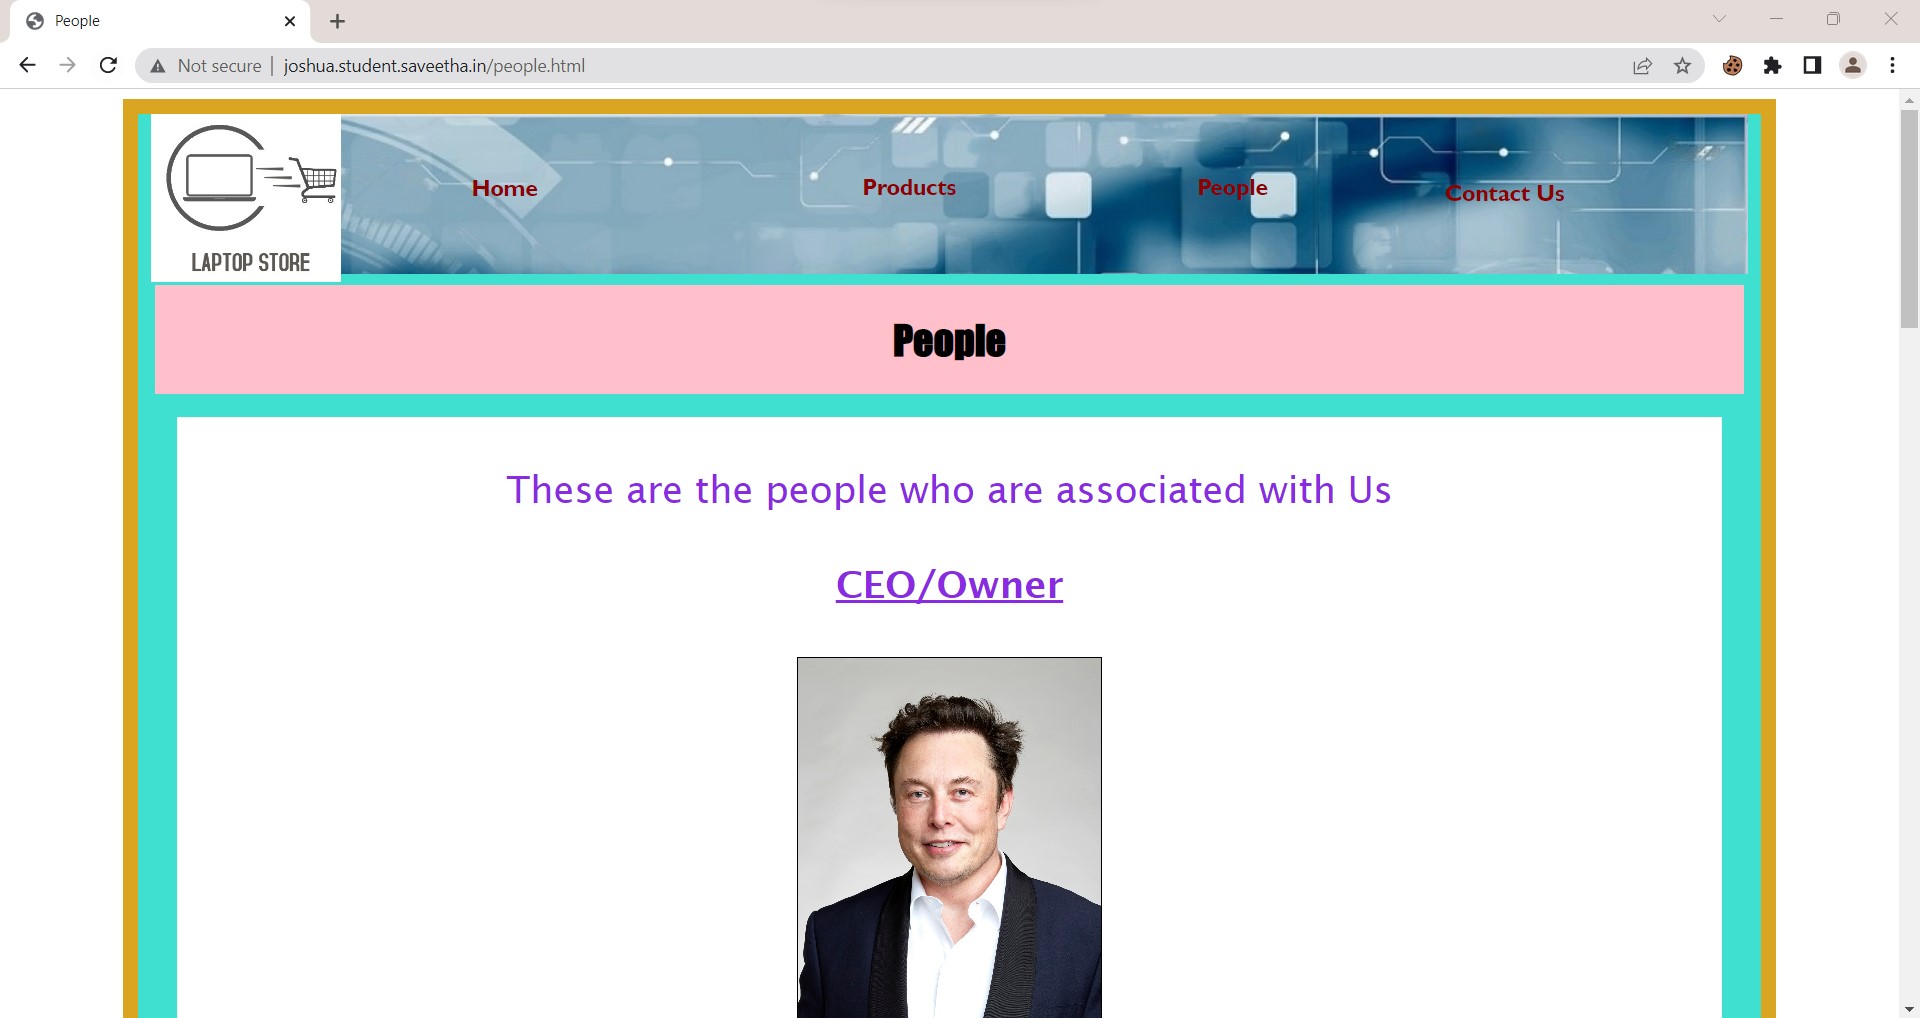 People
Not secure | joshua.student.saveetha.in/people.html
Home
Products
People
Contact Us
LAPTOP STORE
People
These are the people who are associated with Us
CEO/Owner